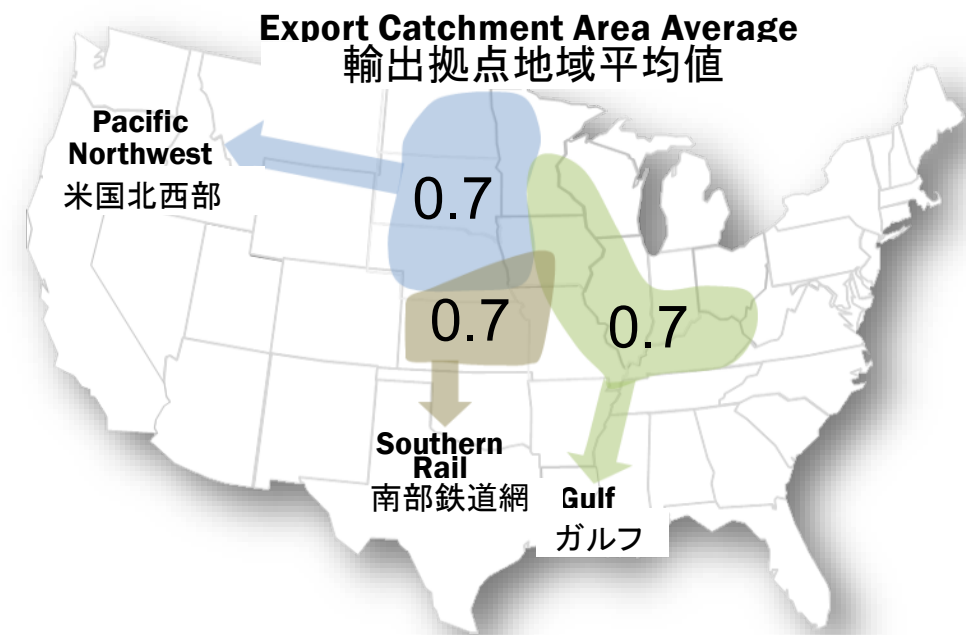 Export Catchment Area Average
輸出拠点地域平均値
Pacific
Northwest
米国北西部
0.7
0.7
0.7
Southern
Rail
南部鉄道網
Gulf
ガルフ